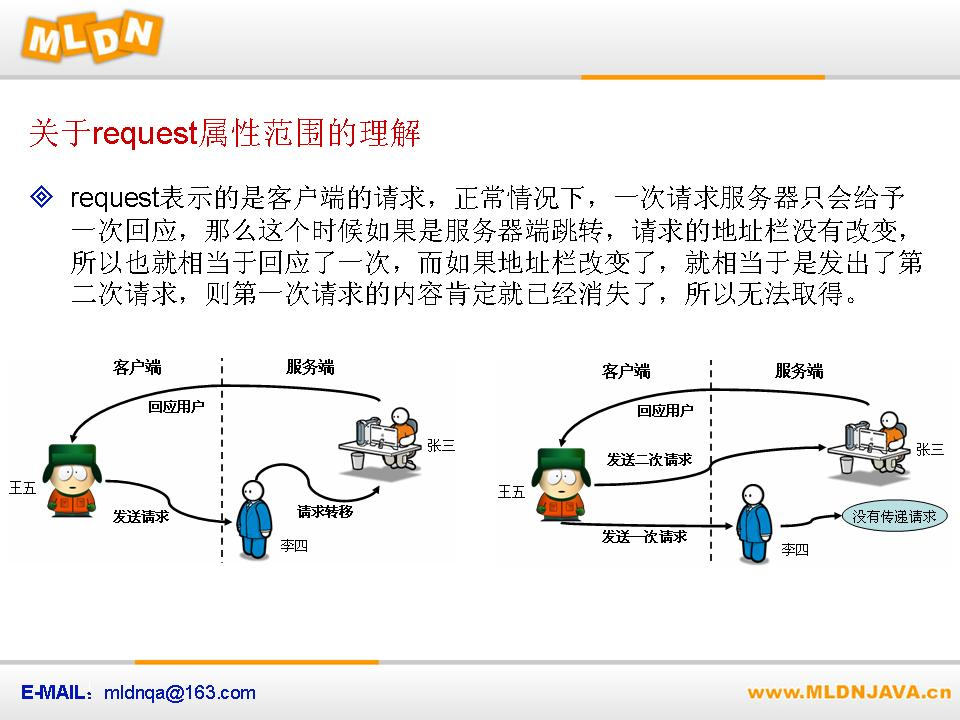 MLDN
关于request属性范围的理解
request表示的是客户端的请求，正常情况下，一次请求服务器只会给予
一次回应，那么这个时候如果是服务器端跳转，请求的地址栏没有改变，
所以也就相当于回应了一次，而如果地址栏改变了，就相当于是发出了第
二次请求，则第一次请求的内容肯定就已经消失了，所以无法取得。
客户端
服务端
回应用户
张三
王五
发送请求
请求转移
李四
客户端
服务端
回应用户
张三
发送二次请求
王五
没有传递请求
发送一次请求
李四
E-MAIL：mldnqa@163.com
www.MLDNJAVA.cn